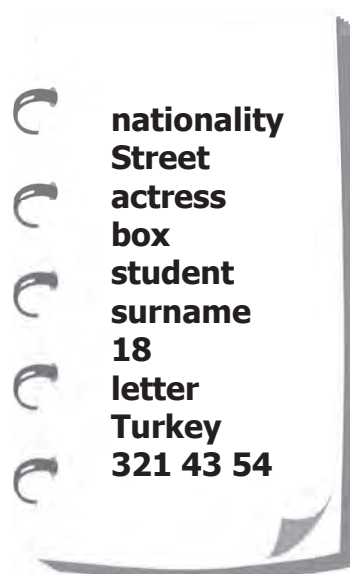 nationality
Street
actress
box
student
surname
18
letter
Turkey
321 43 54